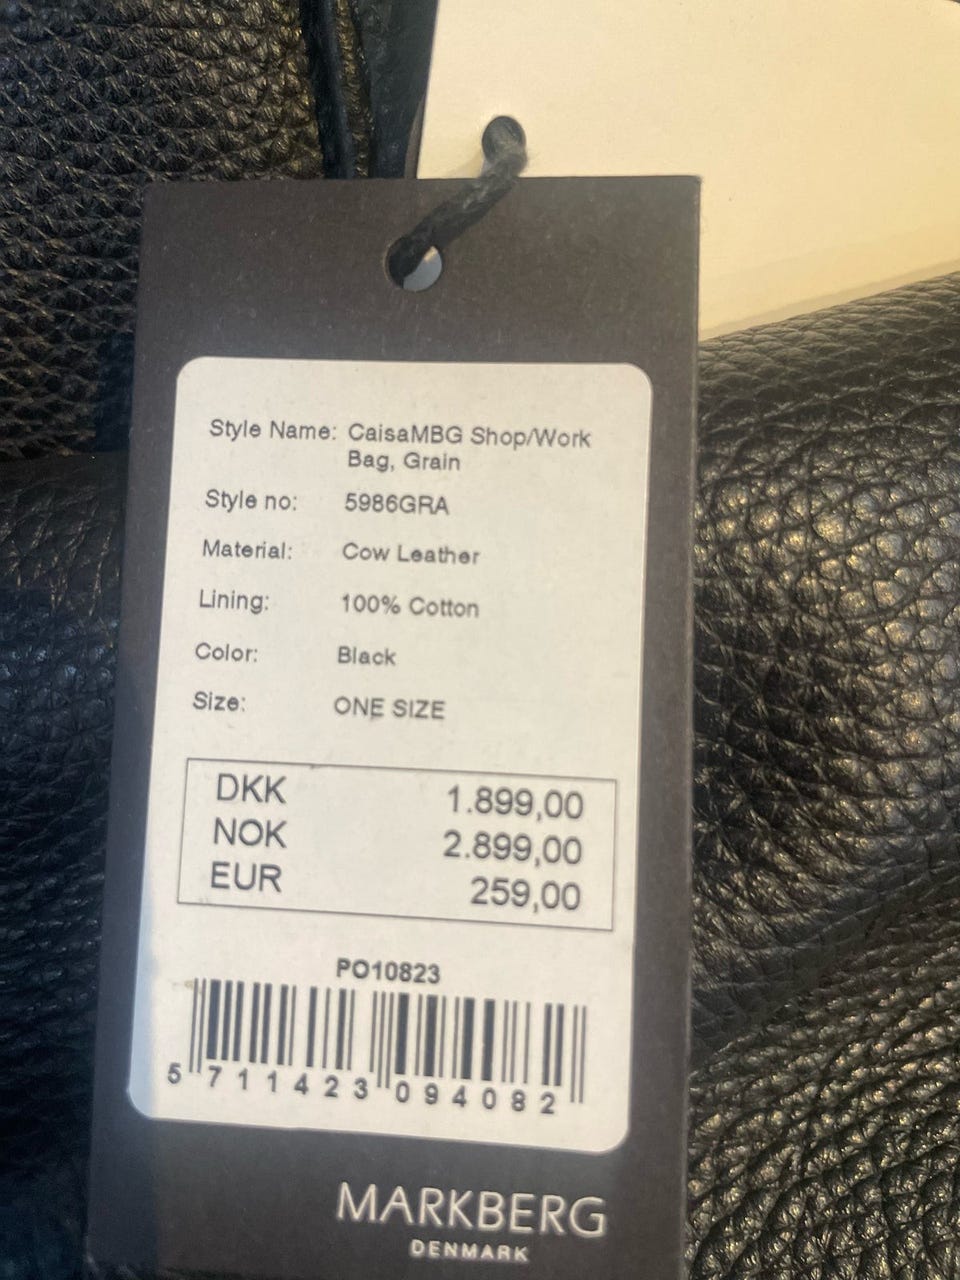 Style Name: CaisaMBG Shop/Work
Bag, Grain
Style no: 5986GRA
Material: Cow Leather
Lining: 100% Cotton
Color: Black
Size: ONE SIZE
DKK 1.899,00
NOK 2.899,00
EUR 259,00
PO10823
5 711423 094082
MARKBERG
DENMARK